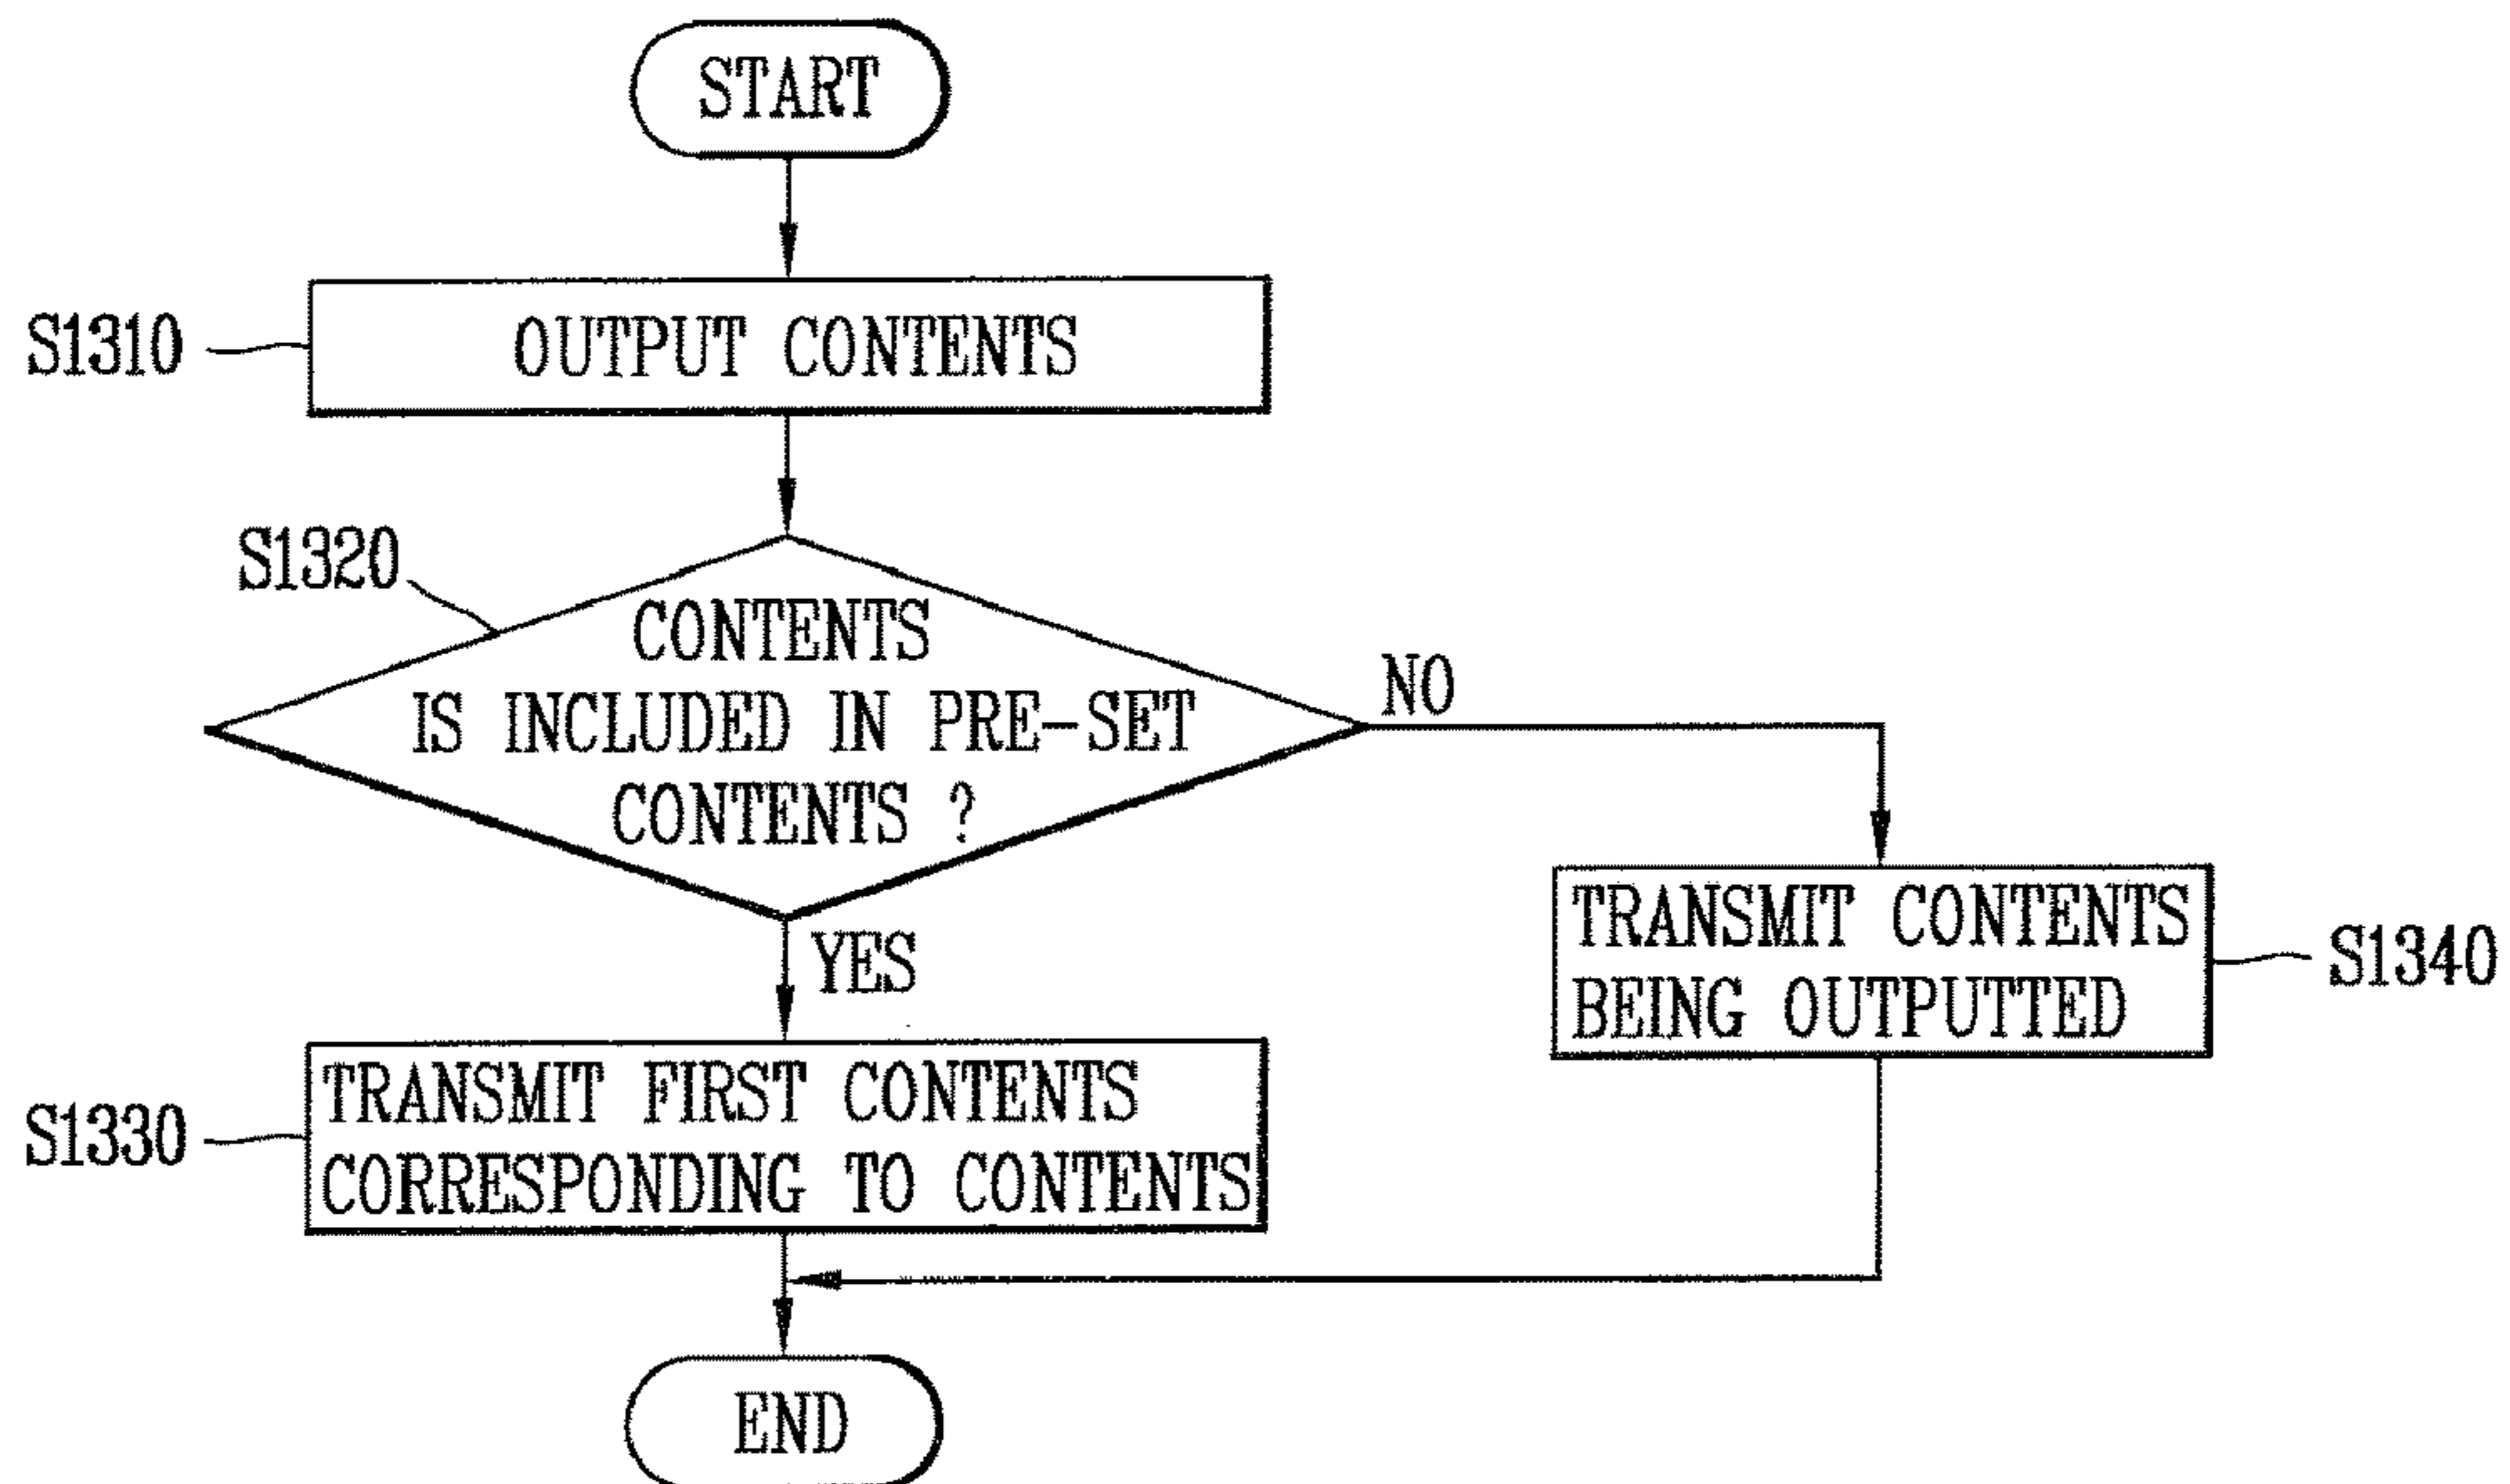 START
S1310
OUTPUT CONTENTS
S1320
CONTENTS
IS INCLUDED IN PRE-SET
CONTENTS ?
NO
YES
TRANSMIT CONTENTS
BEING OUTPUTTED
S1340
S1330
TRANSMIT FIRST CONTENTS
CORRESPONDING TO CONTENTS
END